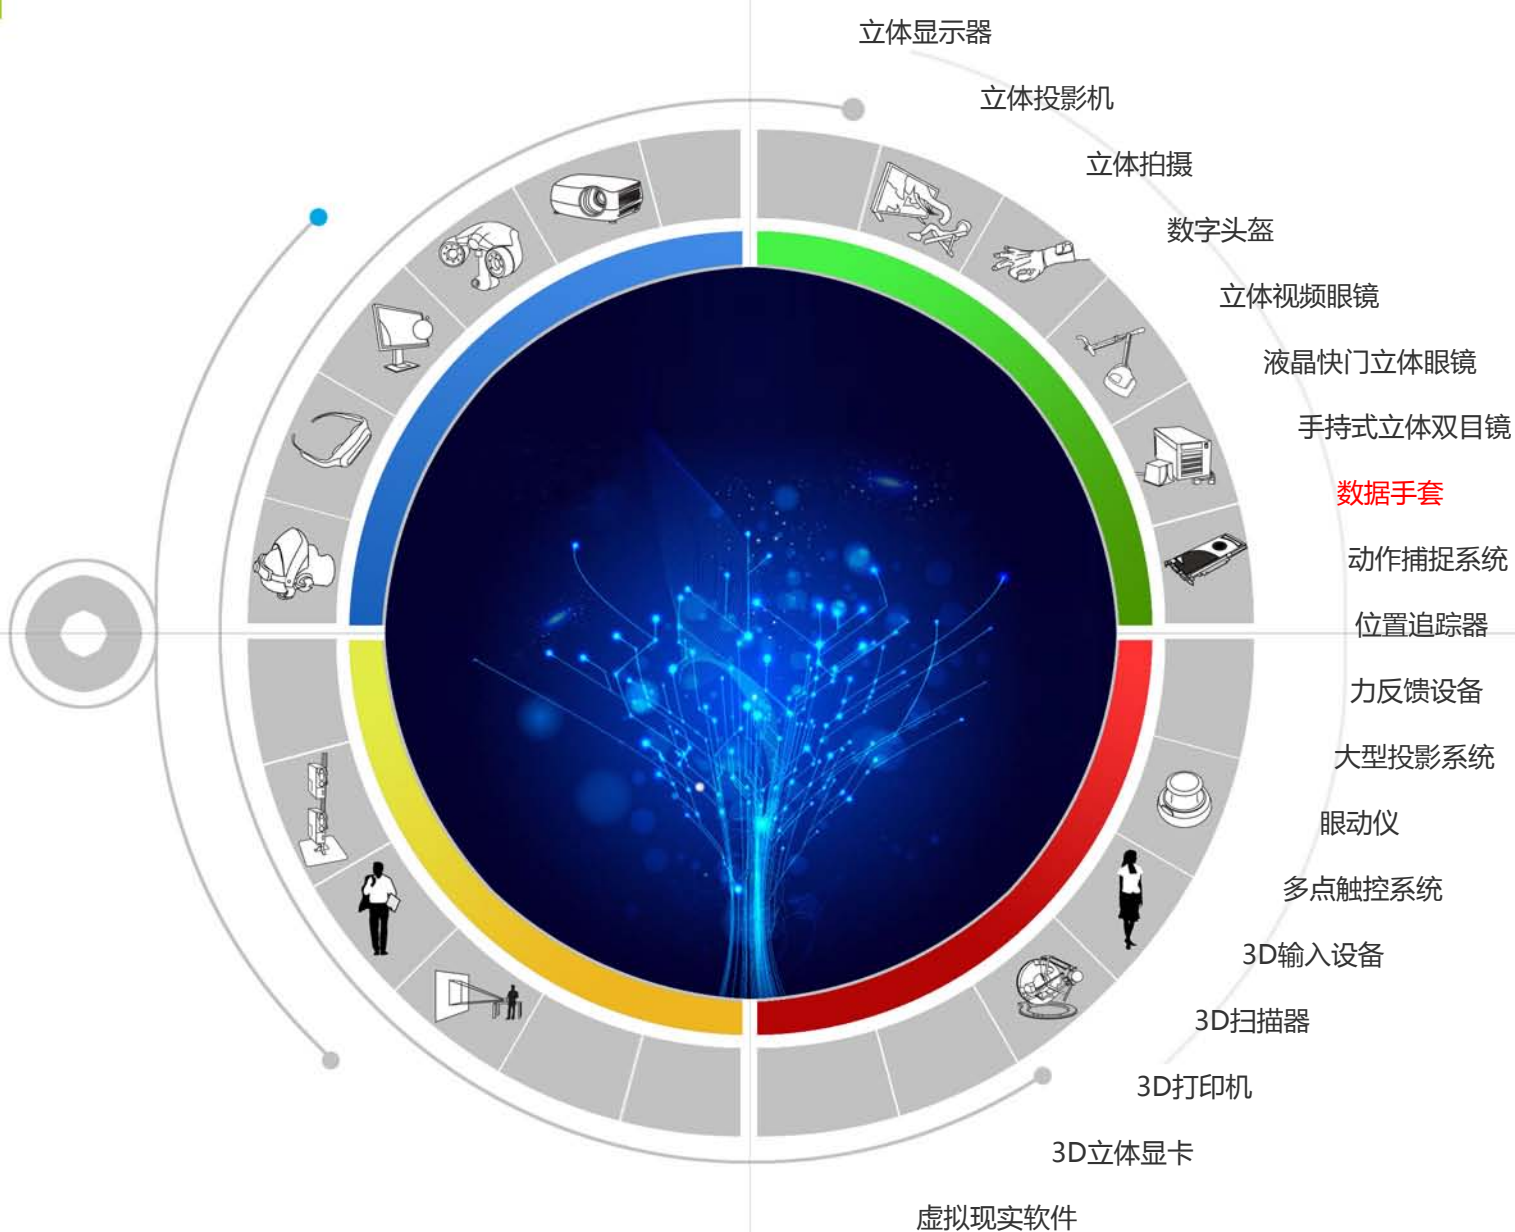 立体显示器
立体投影机
立体拍摄
数字头盔
立体视频眼镜
液晶快门立体眼镜
手持式立体双目镜
数据手套
动作捕捉系统
位置追踪器
力反馈设备
大型投影系统
眼动仪
多点触控系统
3D输入设备
3D扫描器
3D打印机
3D立体显卡
虚拟现实软件